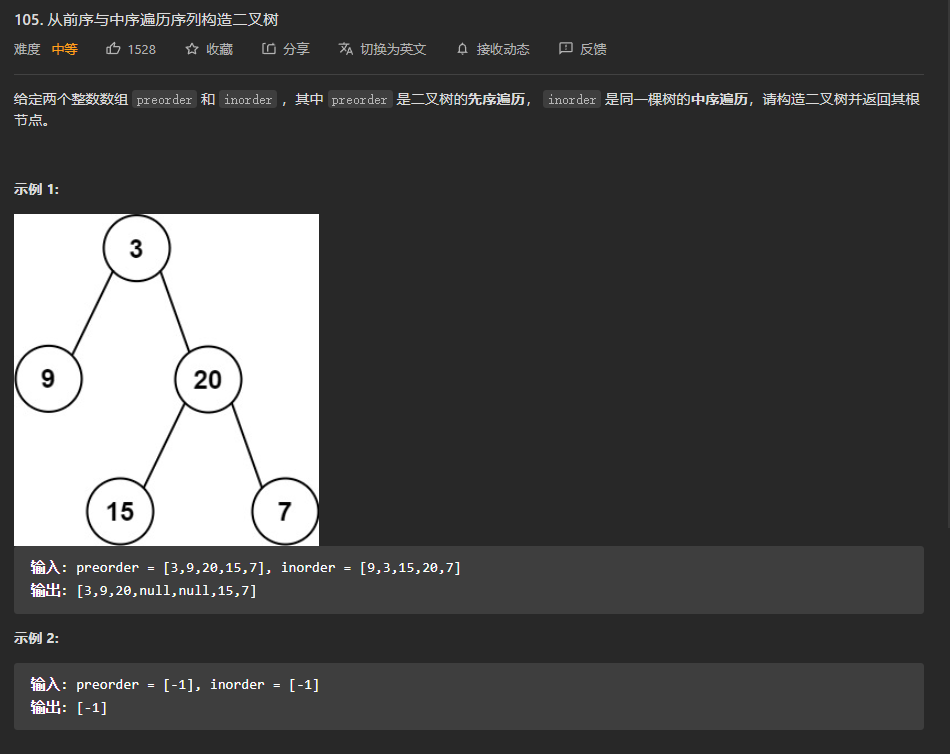 105. 从前序与中序遍历序列构造二叉树
难度 中等 1528 收藏 分享 切换为英文 接收动态 反馈
给定两个整数数组 preorder 和 inorder ，其中 preorder 是二叉树的先序遍历， inorder 是同一棵树的中序遍历，请构造二叉树并返回其根
节点。
示例 1:
3
9
20
15
7
输入: preorder = [3,9,20,15,7], inorder = [9,3,15,20,7]
输出: [3,9,20,null,null,15,7]
示例 2:
输入: preorder = [-1], inorder = [-1]
输出: [-1]